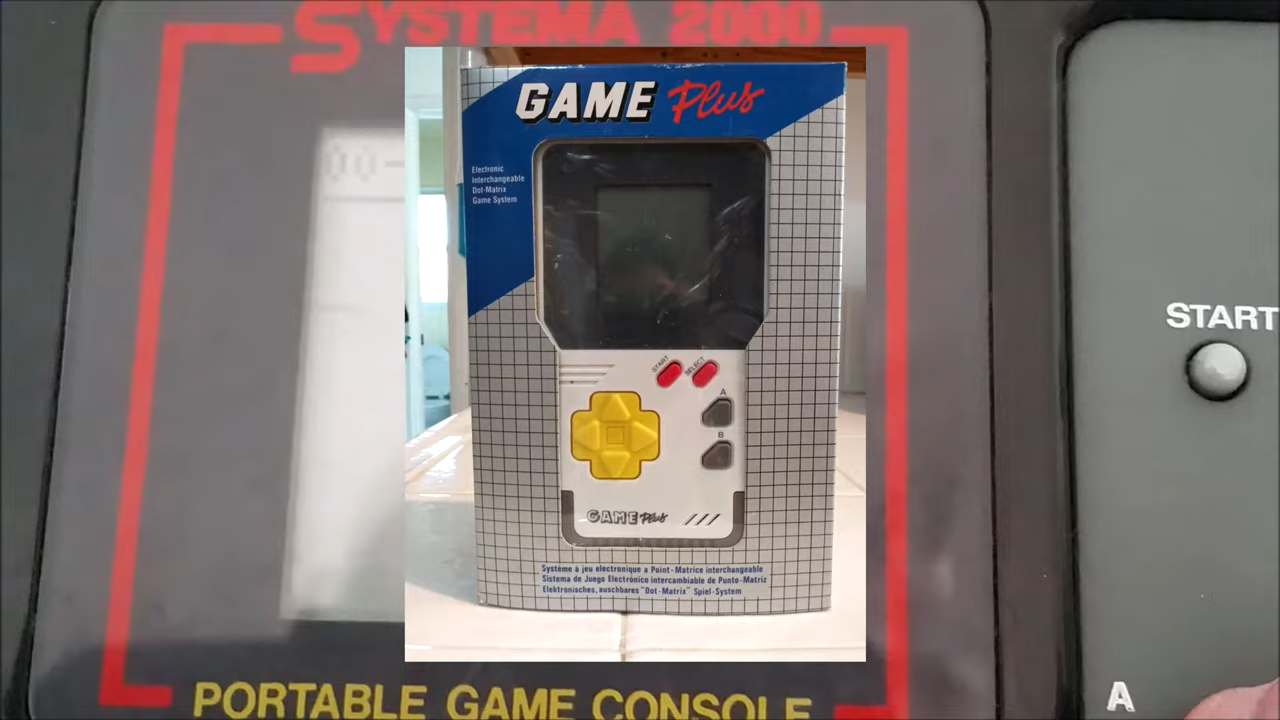 SYSTEMA 2000
GAME Plus
Electronic
Interchangeable
Dot-Matrix
Game System
START
SELECT
A
B
GAME Plus
Système à jeu electronique a Point-Matrice interchangeable
Sistema de Juego Electrónico intercambiable de Punto-Matriz
Elektronisches, auschbares "Dot-Matrix" Spiel-System
START
A
PORTABLE GAME CONSOLE